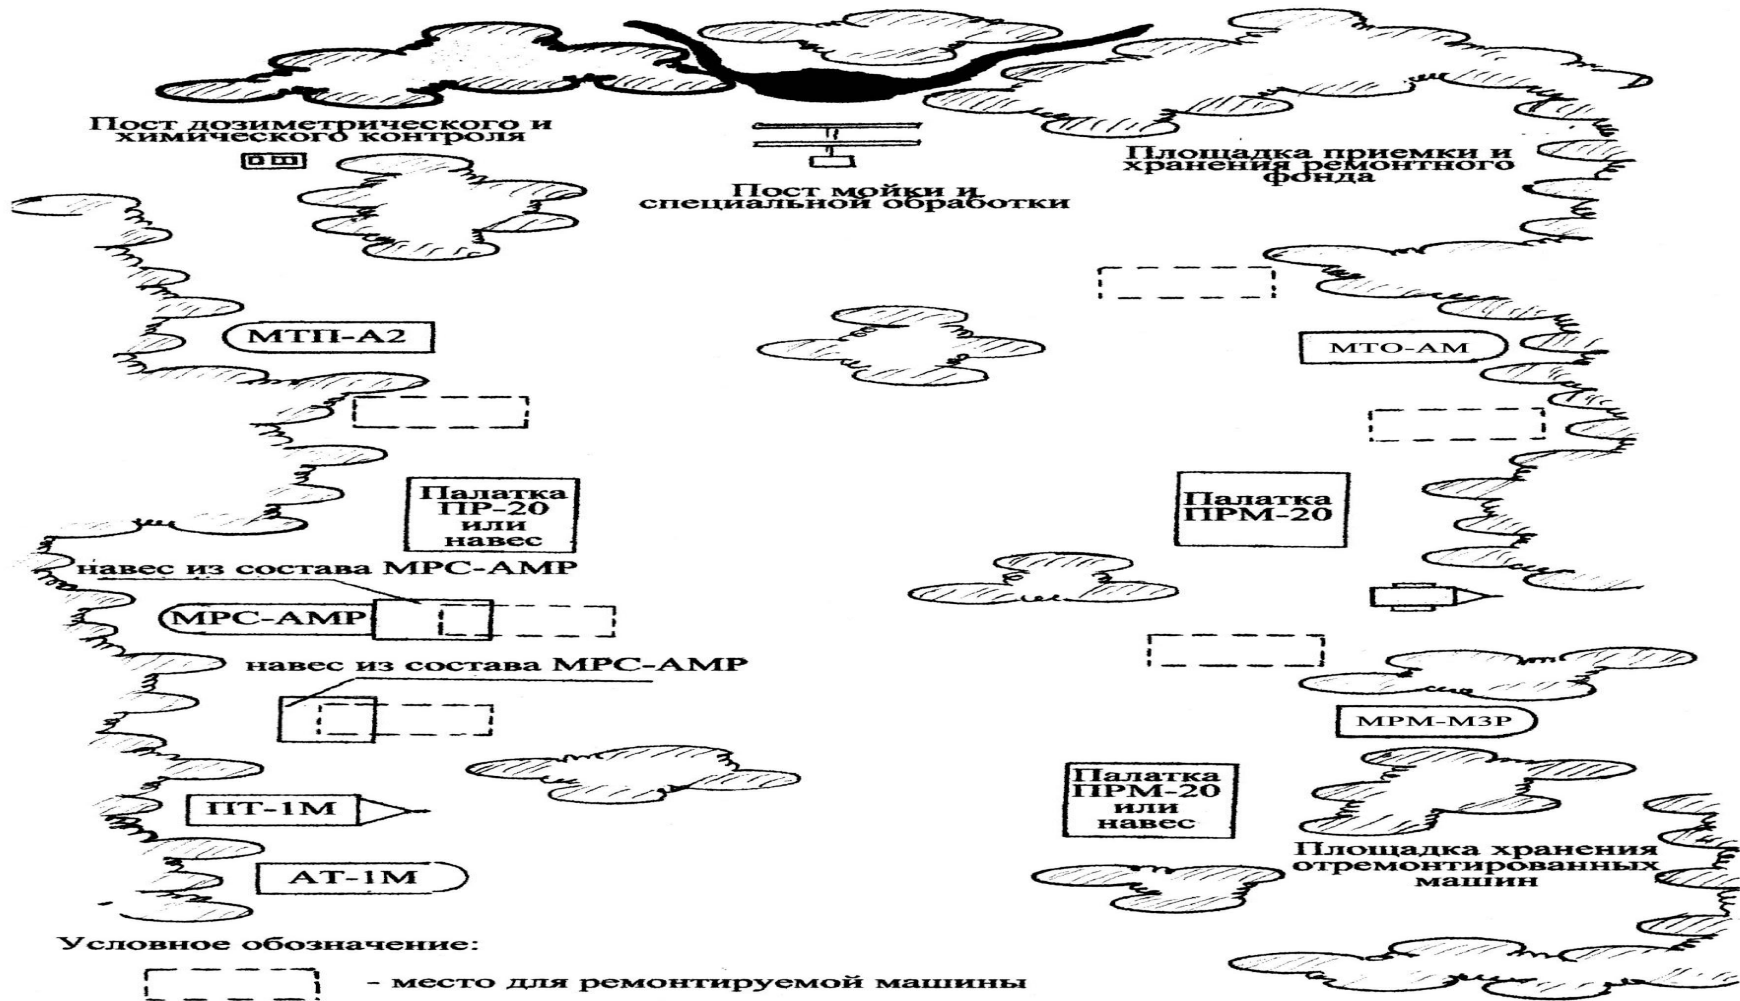 Пост дозиметрического и
химического контроля
Пост мойки и
специальной обработки
Площадка приемки и
хранения ремонтного
фонда
МТП-А2
МТО-АМ
Палатка
ПР-20
или
навес
Палатка
ПРМ-20
навес из состава МРС-АМР
МРС-АМР
навес из состава МРС-АМР
МРМ-МЗР
ПТ-1М
Палатка
ПРМ-20
или
навес
АТ-1М
Площадка хранения
отремонтированных
машин
Условное обозначение:
- место для ремонтируемой машины